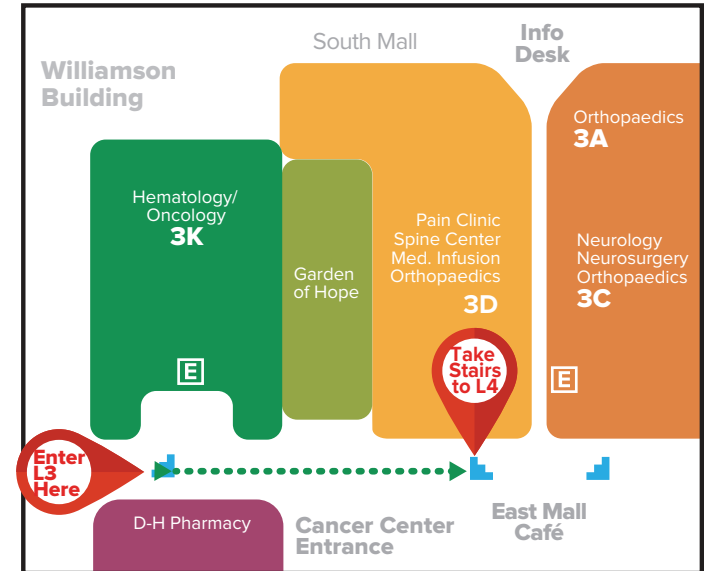 South Mall
Info
Desk
Williamson
Building
Orthopaedics
3A
Hematology/
Oncology
3K
Pain Clinic
Spine Center
Med. Infusion
Orthopaedics
3D
Neurology
Neurosurgery
Orthopaedics
3C
Garden
of Hope
Take
Stairs
to L4
E
E
Enter
L3
Here
D-H Pharmacy
Cancer Center
Entrance
East Mall
Café